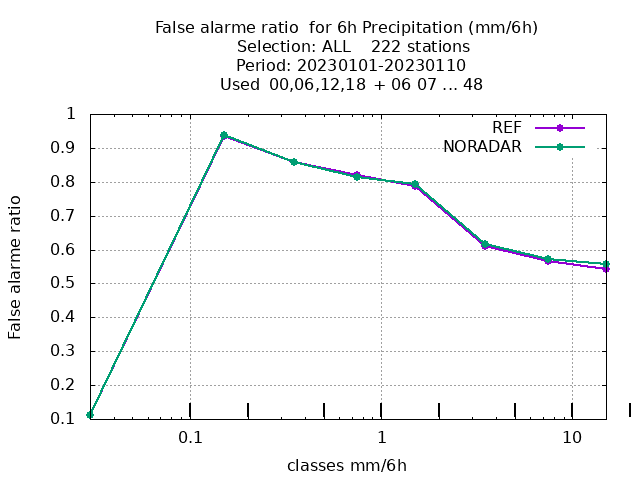 False alarme ratio  for 6h Precipitation (mm/6h)
Selection: ALL    222 stations
Period: 20230101-20230110
Used  00,06,12,18  + 06 07 ... 48
REF
NORADAR
1
0.9
0.8
0.7
0.6
0.5
0.4
0.3
0.2
0.1
False alarme ratio
0.1
1
10
classes mm/6h